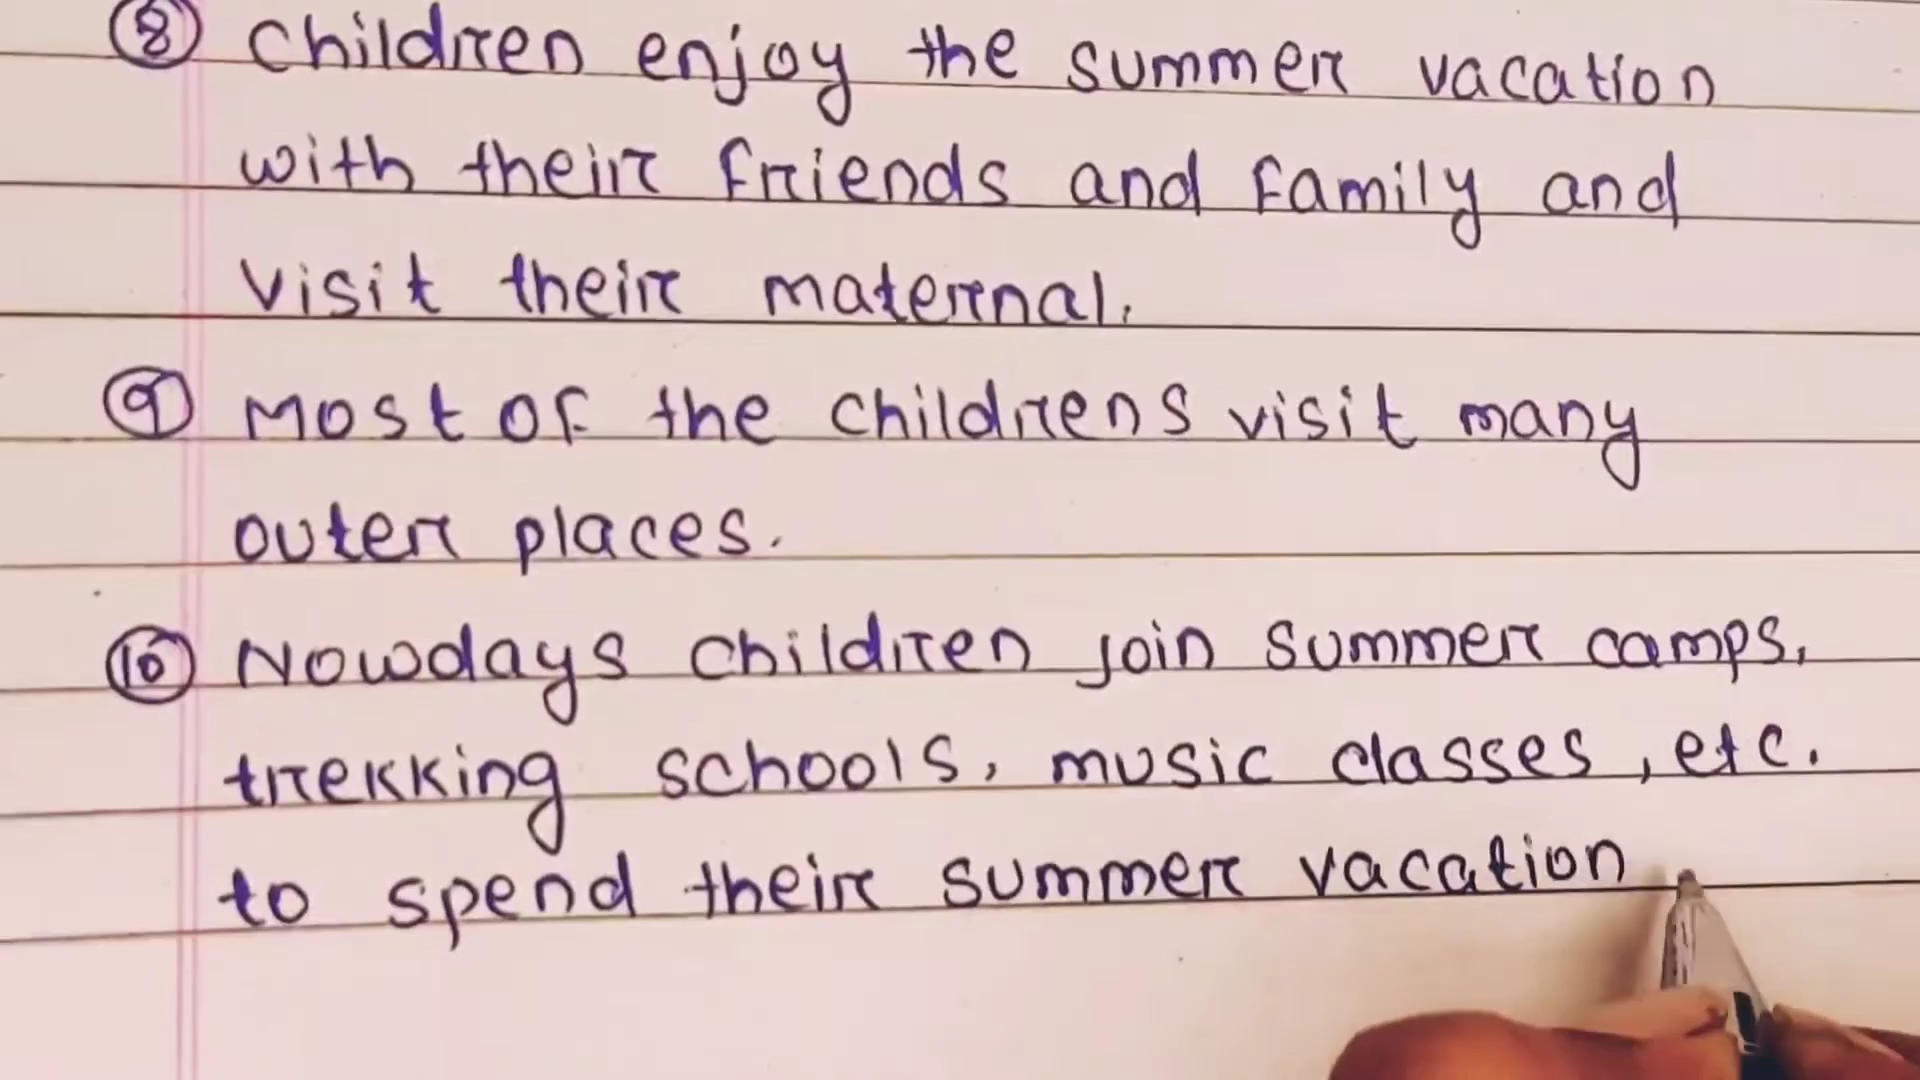 ⑧ Children enjoy the summer vacation
with their friends and family and
visit their maternal.
⑨ Most of the childrens visit many
outer places.
⑩ Nowdays children join summer camps,
trekking schools, music classes, etc.
to spend their summer vacation